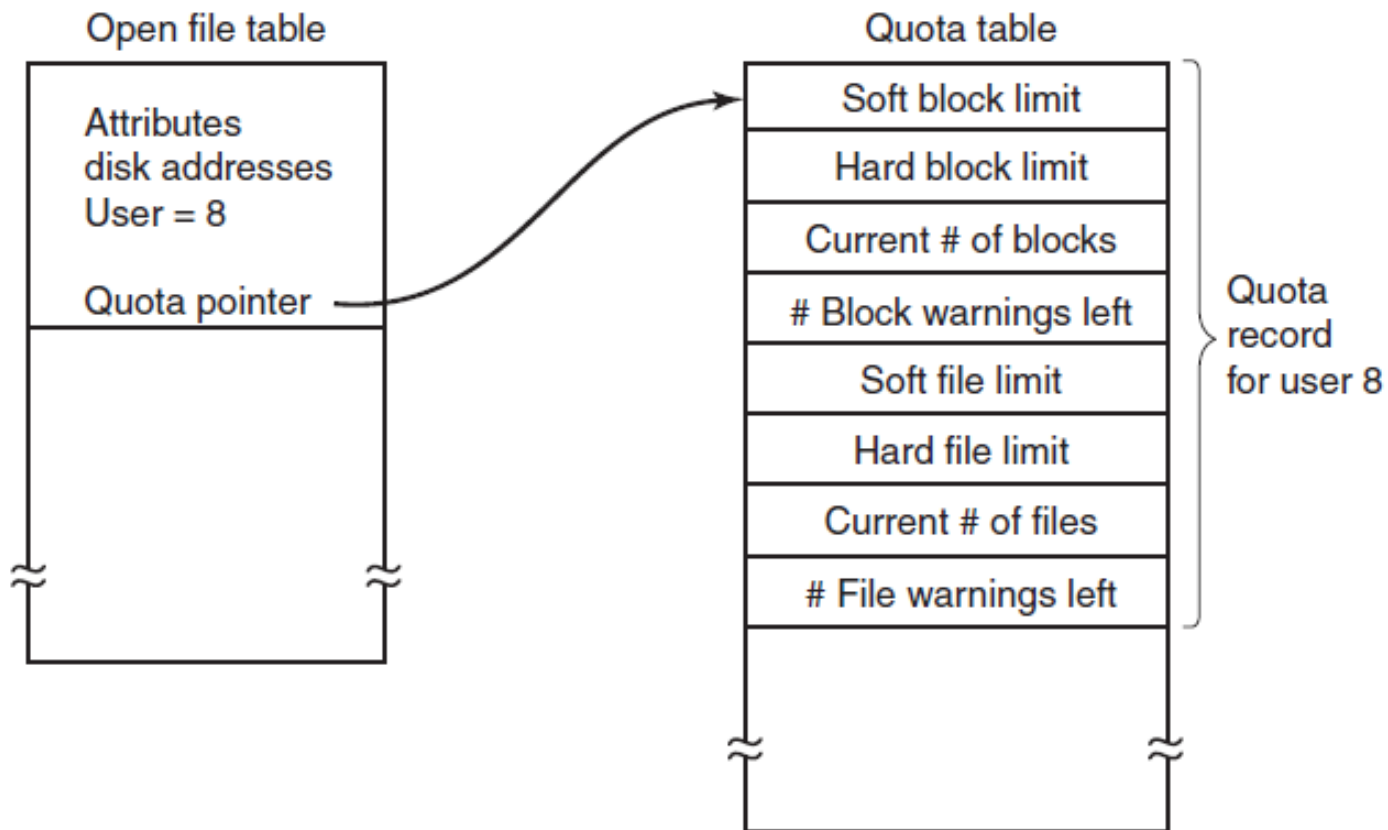 Open file table
Attributes
disk addresses
User = 8
Quota pointer
Quota table
Soft block limit
Hard block limit
Current # of blocks
# Block warnings left
Soft file limit
Hard file limit
Current # of files
# File warnings left
Quota
record
for user 8